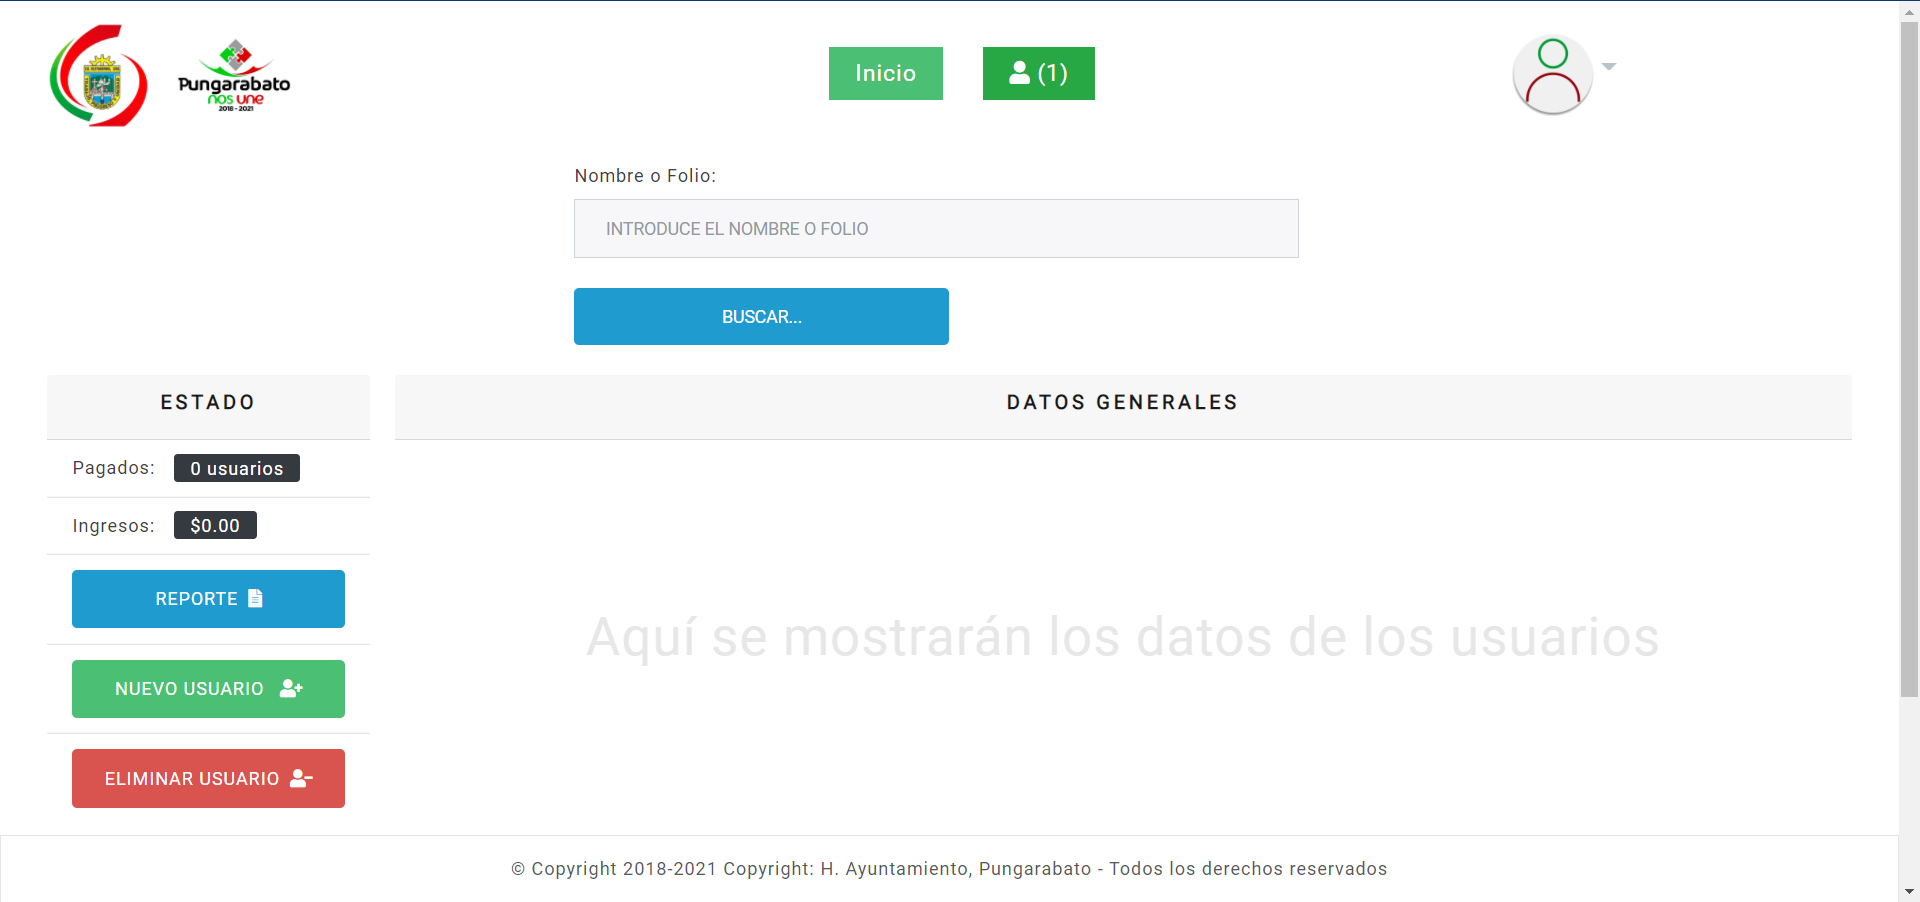 Pungarabato
nos une
2018 - 2021
Inicio
(1)
Nombre o Folio:
INTRODUCE EL NOMBRE O FOLIO
BUSCAR...
ESTADO
Pagados: 0 usuarios
Ingresos: $0.00
REPORTE
NUEVO USUARIO
ELIMINAR USUARIO
DATOS GENERALES
Aquí se mostrarán los datos de los usuarios
© Copyright 2018-2021 Copyright: H. Ayuntamiento, Pungarabato - Todos los derechos reservados